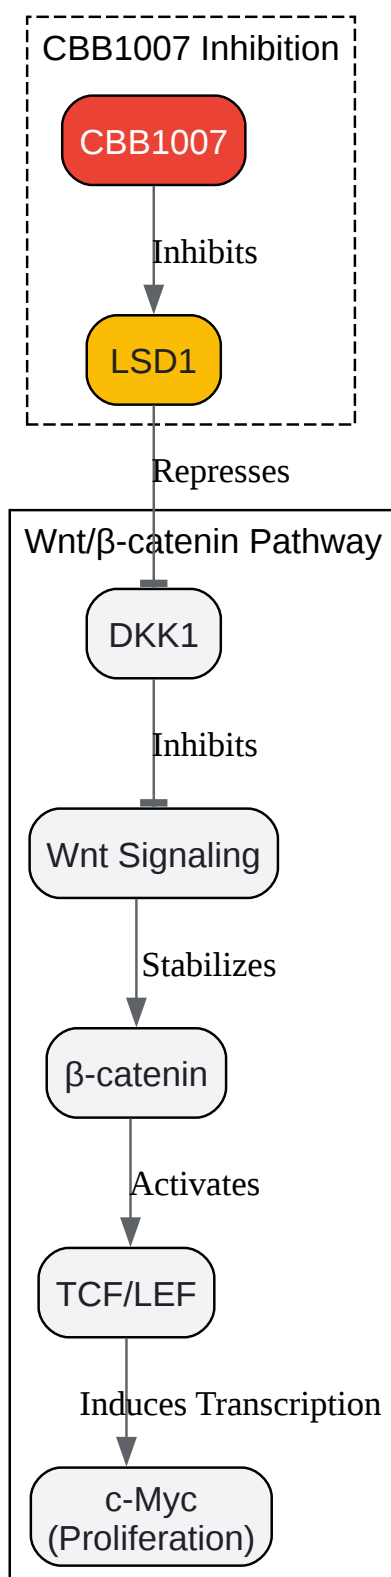 CBB1007 Inhibition
CBB1007
Inhibits
LSD1
Represses
Wnt/β-catenin Pathway
DKK1
Inhibits
Wnt Signaling
Stabilizes
β-catenin
Activates
TCF/LEF
Induces Transcription
c-Myc
(Proliferation)